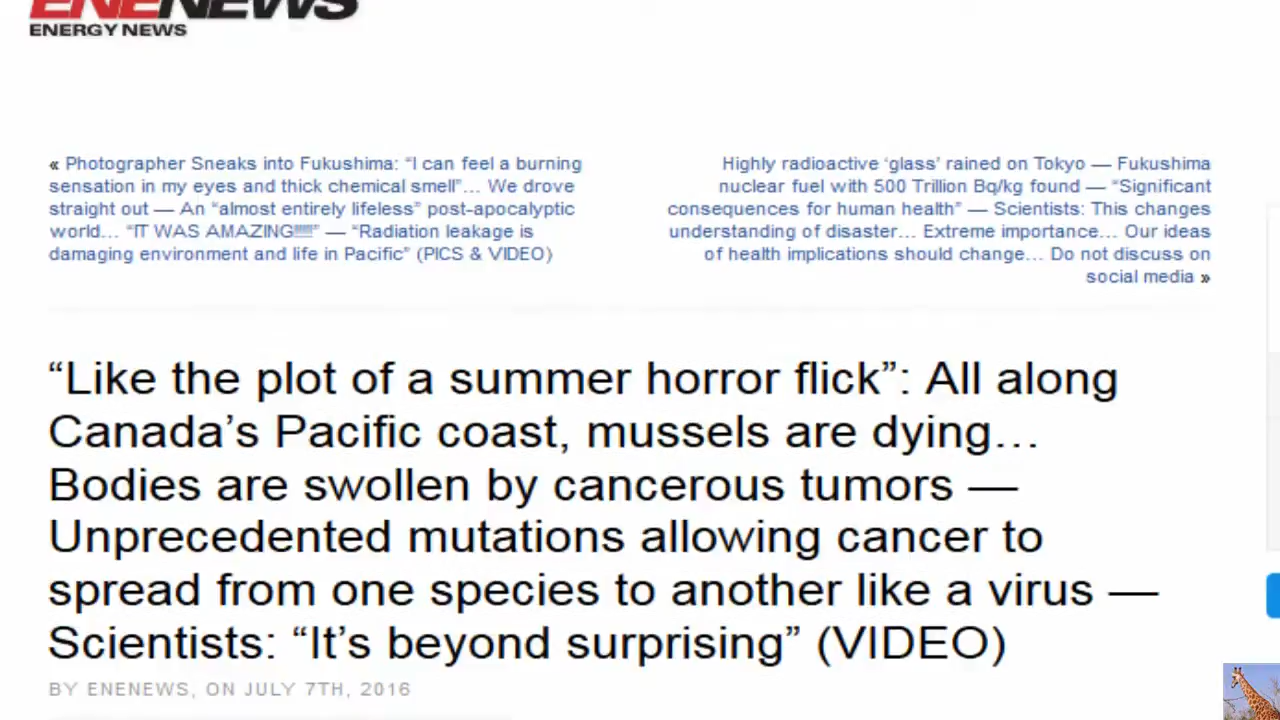 ENENEWS
ENERGY NEWS
« Photographer Sneaks into Fukushima: “I can feel a burning
sensation in my eyes and thick chemical smell”… We drove
straight out — An “almost entirely lifeless” post-apocalyptic
world… “IT WAS AMAZING!!!!!” — “Radiation leakage is
damaging environment and life in Pacific” (PICS & VIDEO)
Highly radioactive ‘glass’ rained on Tokyo — Fukushima
nuclear fuel with 500 Trillion Bq/kg found — “Significant
consequences for human health” — Scientists: This changes
understanding of disaster… Extreme importance… Our ideas
of health implications should change… Do not discuss on
social media »
“Like the plot of a summer horror flick”: All along
Canada’s Pacific coast, mussels are dying…
Bodies are swollen by cancerous tumors —
Unprecedented mutations allowing cancer to
spread from one species to another like a virus —
Scientists: “It’s beyond surprising” (VIDEO)
BY ENENEWS, ON JULY 7TH, 2016